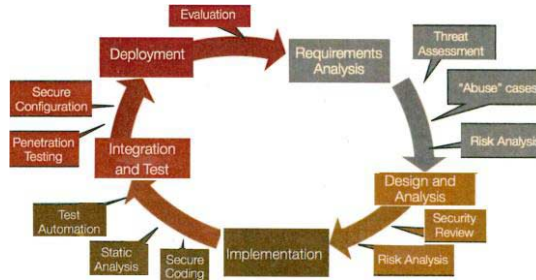 Evaluation
Deployment
Requirements
Analysis
Threat
Assessment
"Abuse" cases
Risk Analysis
Design and
Analysis
Security
Review
Risk Analysis
Implementation
Secure
Coding
Static
Analysis
Test
Automation
Integration
and Test
Penetration
Testing
Secure
Configuration